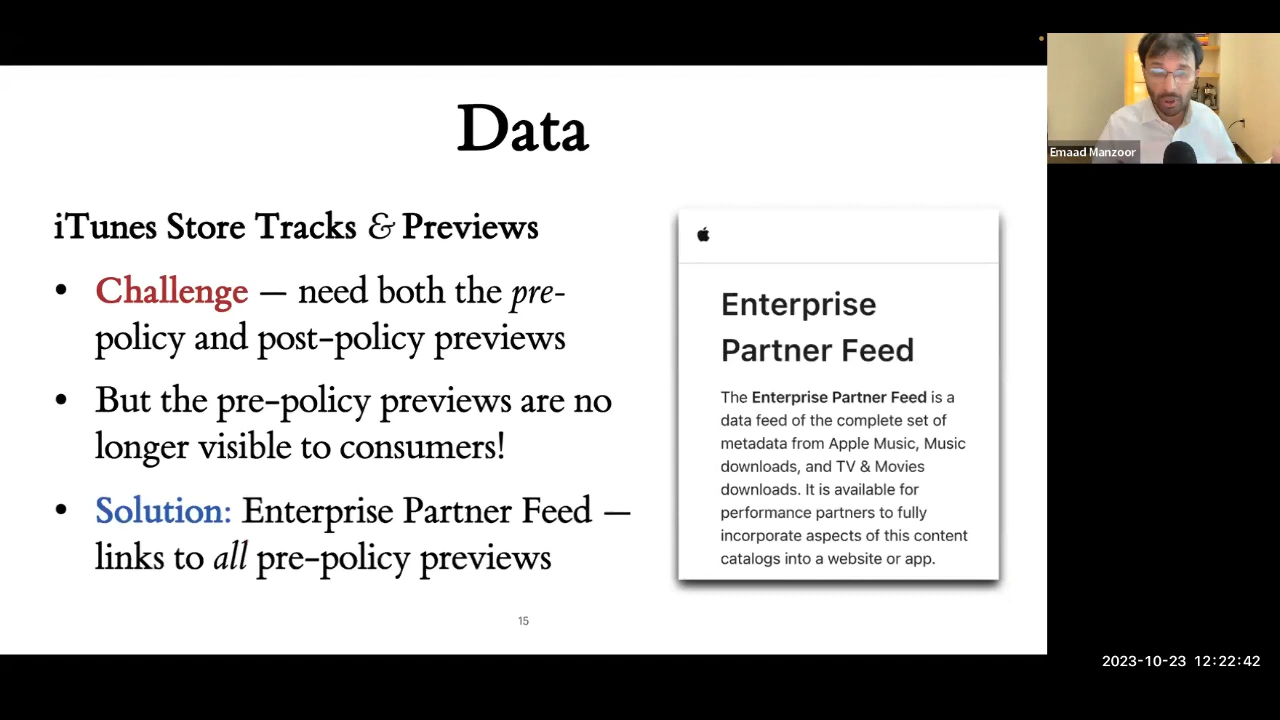 Data
iTunes Store Tracks & Previews
• Challenge — need both the pre-
policy and post-policy previews
• But the pre-policy previews are no
longer visible to consumers!
• Solution: Enterprise Partner Feed —
links to all pre-policy previews
Enterprise
Partner Feed
The Enterprise Partner Feed is a
data feed of the complete set of
metadata from Apple Music, Music
downloads, and TV & Movies
downloads. It is available for
performance partners to fully
incorporate aspects of this content
catalogs into a website or app.
15
Emaad Manzoor
2023-10-23 12:22:42